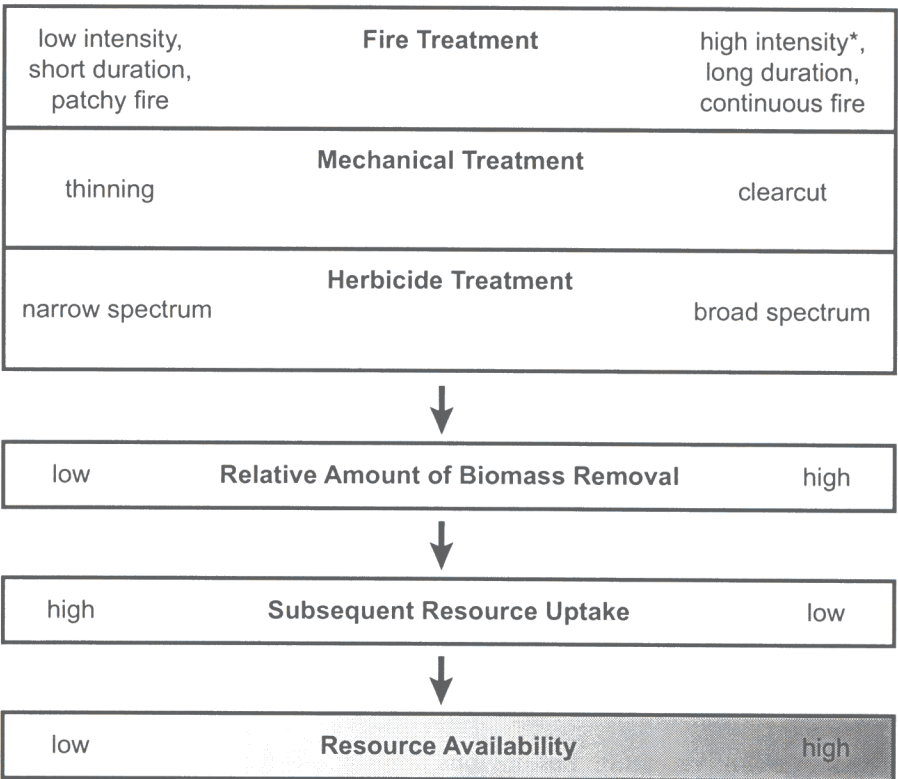 low intensity,
short duration,
patchy fire
Fire Treatment
high intensity*,
long duration,
continuous fire
Mechanical Treatment
thinning
clearcut
Herbicide Treatment
narrow spectrum
broad spectrum
low
Relative Amount of Biomass Removal
high
high
Subsequent Resource Uptake
low
low
Resource Availability
high